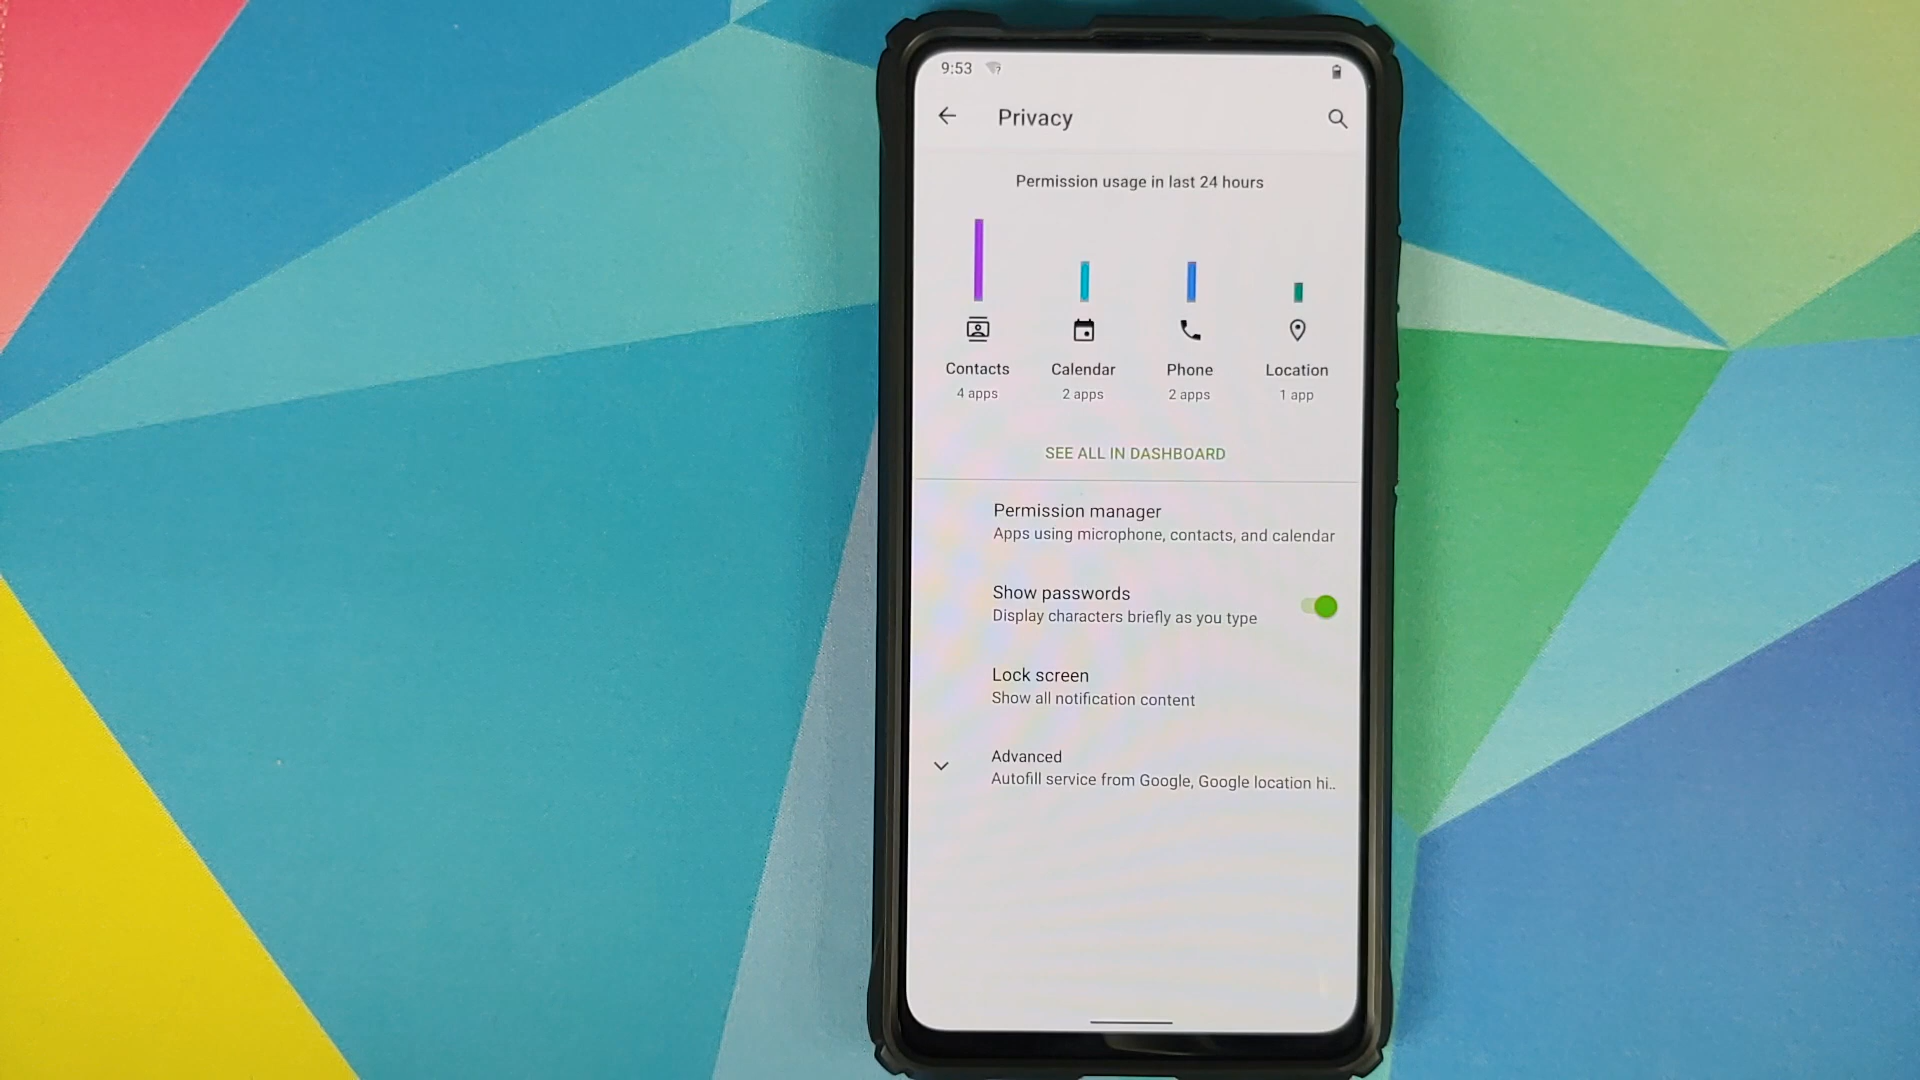 9:53
Privacy
Permission usage in last 24 hours
Contacts Calendar Phone Location
4 apps 2 apps 2 apps 1 app
SEE ALL IN DASHBOARD
Permission manager
Apps using microphone, contacts, and calendar
Show passwords
Display characters briefly as you type
Lock screen
Show all notification content
Advanced
Autofill service from Google, Google location hi..